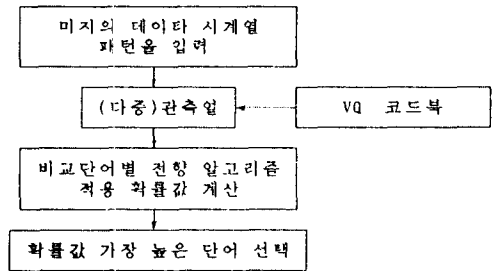 미지의 데이타 시계열
패턴을 입력
(다중)관측열
VQ 코드북
비교단어별 전향 알고리즘
적용 확률값 계산
확률값 가장 높은 단어 선택